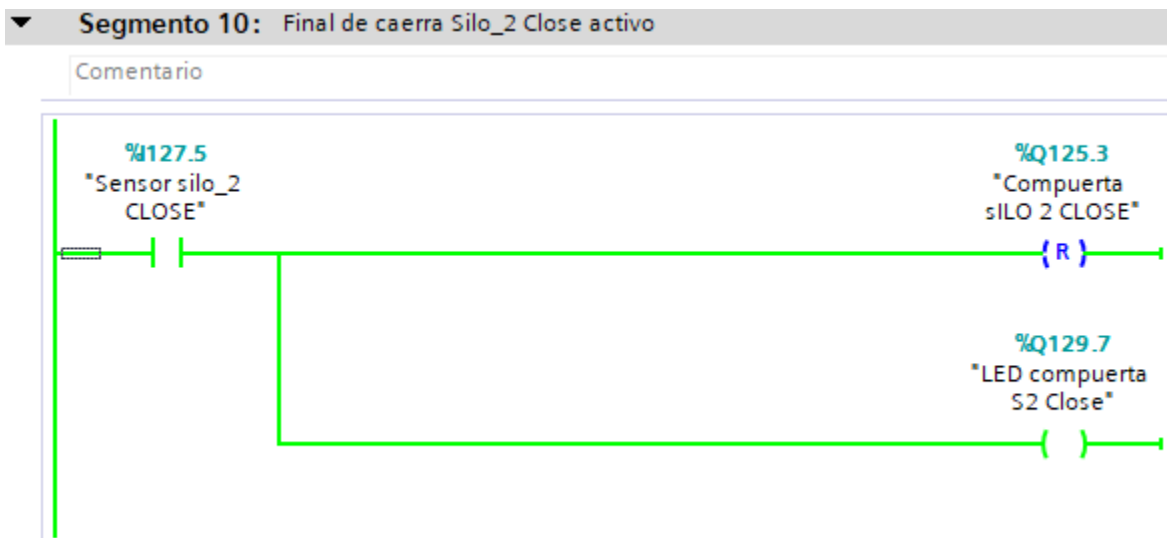 Segmento 10: Final de caerra Silo_2 Close activo
Comentario
%I127.5
"Sensor silo_2
CLOSE"
%Q125.3
"Compuerta
sILO 2 CLOSE"
( R )
%Q129.7
"LED compuerta
S2 Close"
( )